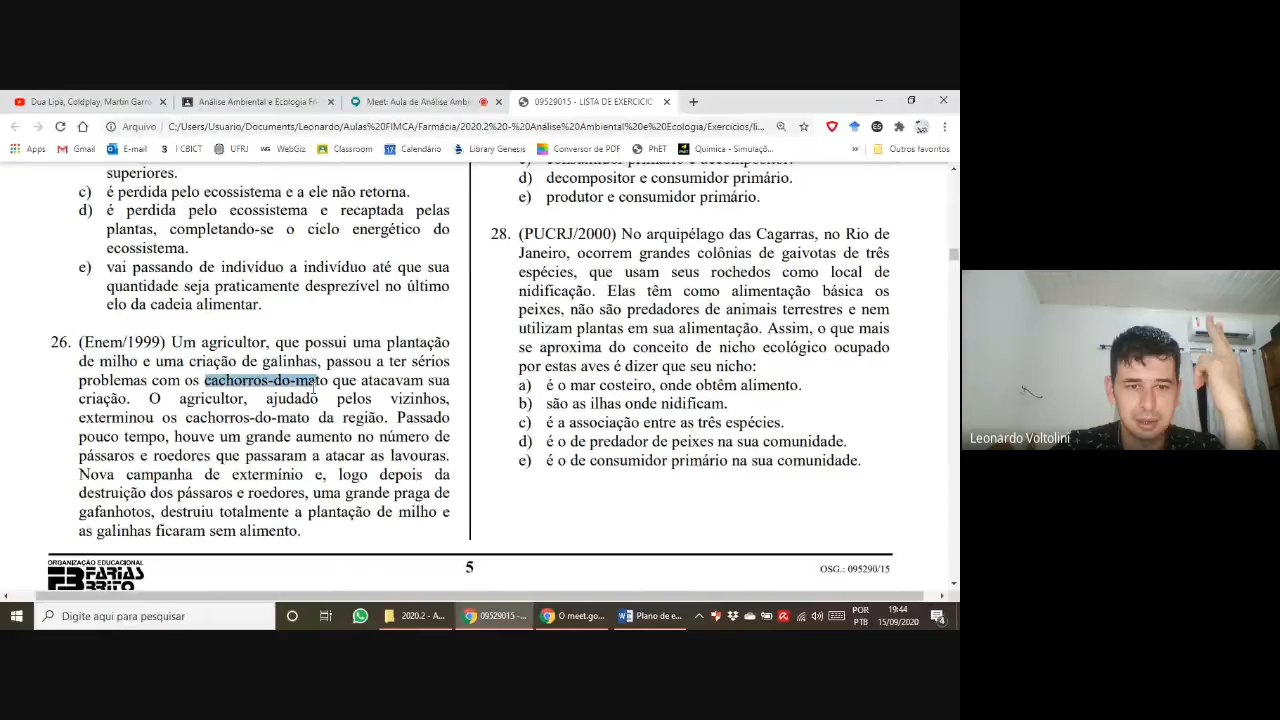 Dua Lipa, Coldplay, Martin Garri
Análise Ambiental e Ecologia FA
Meet: Aula de Análise Ambi
09529015 - LISTA DE EXERCICIO
Arquivo
C:/Users/Usuario/Documents/Leonardo/Aulas%20FIMCA/Farmácia/2020.2%20-%20Análise%20Ambiental%20e%20Ecologia/Exercícios/li...
Apps
Gmail
E-mail
I CBICT
UFRJ
WebGiz
Classroom
Calendário
Library Genesis
Conversor de PDF
PhET
Química - Simulaçõ...
Outros favoritos
superiores.
c) é perdida pelo ecossistema e a ele não retorna.
d) é perdida pelo ecossistema e recaptada pelas
plantas, completando-se o ciclo energético do
ecossistema.
e) vai passando de indivíduo a indivíduo até que sua
quantidade seja praticamente desprezível no último
elo da cadeia alimentar.
26. (Enem/1999) Um agricultor, que possui uma plantação
de milho e uma criação de galinhas, passou a ter sérios
problemas com os cachorros-do-mato que atacavam sua
criação. O agricultor, ajudado pelos vizinhos,
exterminou os cachorros-do-mato da região. Passado
pouco tempo, houve um grande aumento no número de
pássaros e roedores que passaram a atacar as lavouras.
Nova campanha de extermínio e, logo depois da
destruição dos pássaros e roedores, uma grande praga de
gafanhotos, destruiu totalmente a plantação de milho e
as galinhas ficaram sem alimento.
c) consumidor primário e decompositor.
d) decompositor e consumidor primário.
e) produtor e consumidor primário.
28. (PUCRJ/2000) No arquipélago das Cagarras, no Rio de
Janeiro, ocorrem grandes colônias de gaivotas de três
espécies, que usam seus rochedos como local de
nidificação. Elas têm como alimentação básica os
peixes, não são predadores de animais terrestres e nem
utilizam plantas em sua alimentação. Assim, o que mais
se aproxima do conceito de nicho ecológico ocupado
por estas aves é dizer que seu nicho:
a) é o mar costeiro, onde obtêm alimento.
b) são as ilhas onde nidificam.
c) é a associação entre as três espécies.
d) é o de predador de peixes na sua comunidade.
e) é o de consumidor primário na sua comunidade.
ORGANIZAÇÃO EDUCACIONAL
FB FARIAS
BRITO
5
OSG.: 095290/15
Leonardo Voltolini
Digite aqui para pesquisar
2020.2 - A...
09529015 -...
O meet.go...
Plano de e...
POR
PTB
19:44
15/09/2020
4